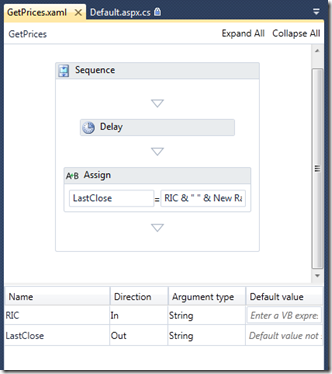 GetPrices.xaml Default.aspx.cs
GetPrices Expand All Collapse All
Sequence
Delay
A*B Assign
LastClose = RIC & " " & New Ra
Name Direction Argument type Default value
RIC In String Enter a VB expre.
LastClose Out String Default value not